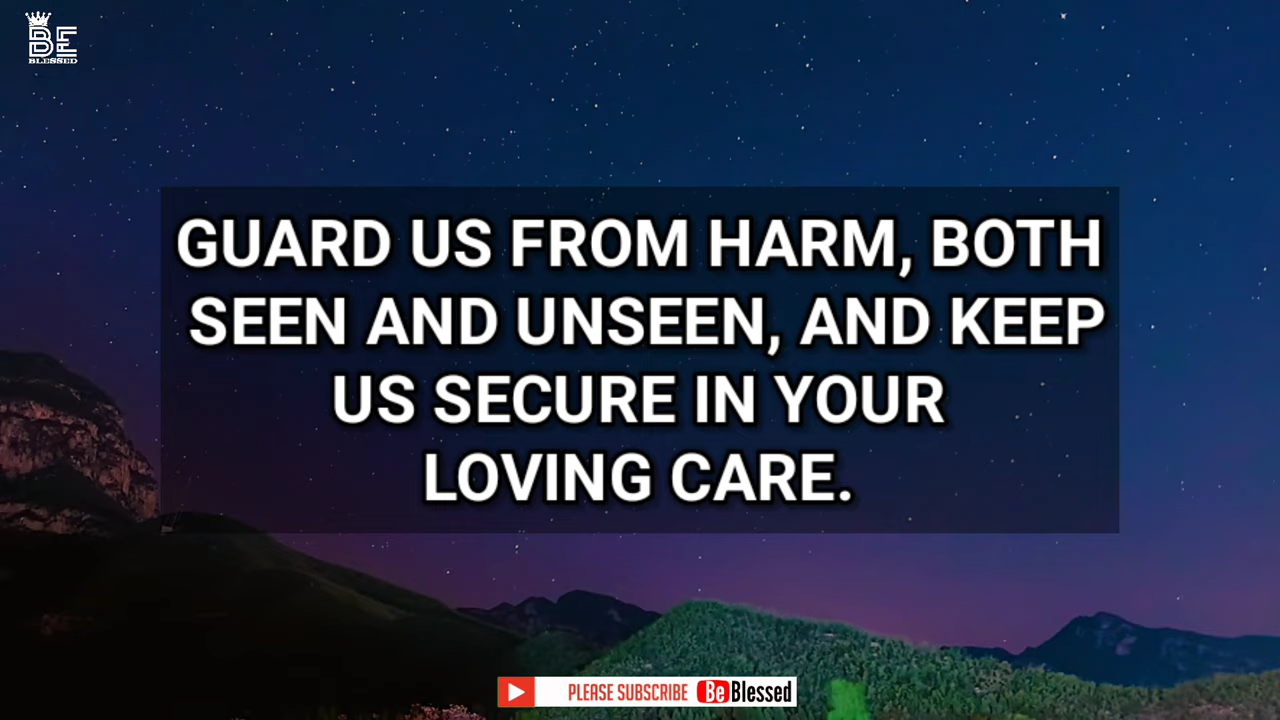 BE
BLESSED
GUARD US FROM HARM, BOTH
SEEN AND UNSEEN, AND KEEP
US SECURE IN YOUR
LOVING CARE.
PLEASE SUBSCRIBE Be Blessed